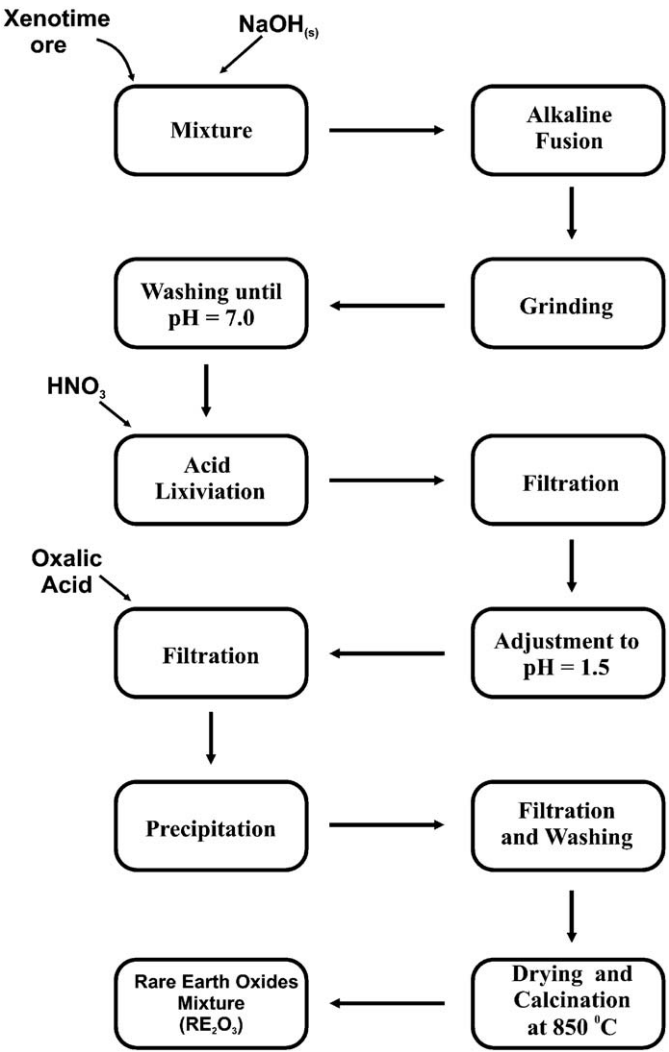 Xenotime
ore
NaOH(s)
Mixture
Alkaline
Fusion
Grinding
Washing until
pH = 7.0
HNO₃
Acid
Lixiviation
Filtration
Adjustment to
pH = 1.5
Oxalic
Acid
Filtration
Precipitation
Filtration
and Washing
Drying and
Calcination
at 850 ⁰C
Rare Earth Oxides
Mixture
(RE₂O₃)